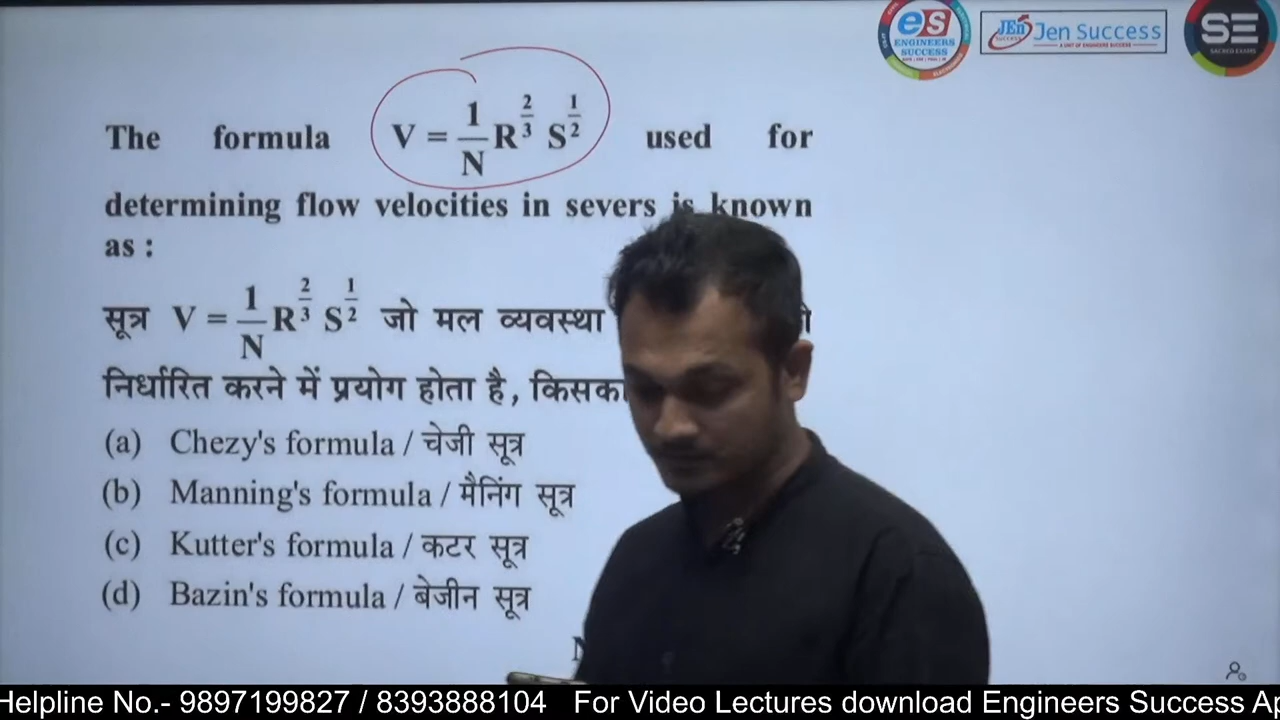 es
ENGINEERS
SUCCESS
JEn
SUCCESS
Jen Success
A UNIT OF ENGINEERS SUCCESS
SE
SACRED EXAMS
The formula V = 1/N R^2/3 S^1/2 used for
determining flow velocities in severs is known
as :
सूत्र V = 1/N R^2/3 S^1/2 जो मल व्यवस्था
निर्धारित करने में प्रयोग होता है, किसका
(a) Chezy's formula / चेजी सूत्र
(b) Manning's formula / मैनिंग सूत्र
(c) Kutter's formula / कटर सूत्र
(d) Bazin's formula / बेजीन सूत्र
Helpline No.- 9897199827 / 8393888104 For Video Lectures download Engineers Success